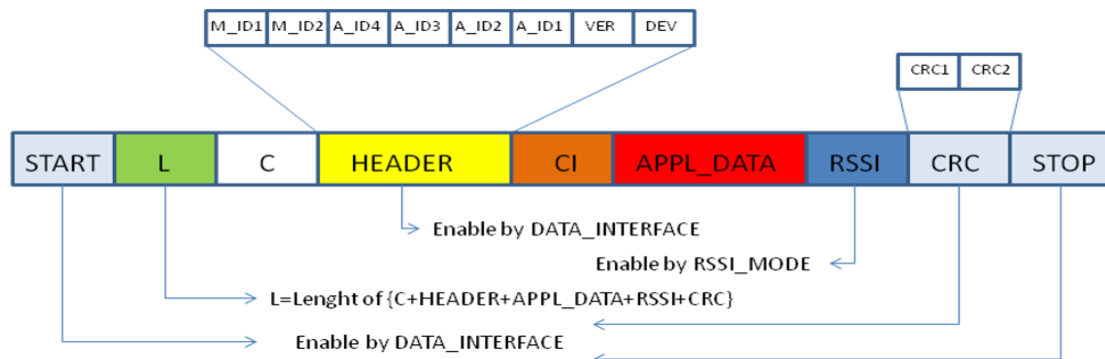 M_ID1 M_ID2 A_ID4 A_ID3 A_ID2 A_ID1 VER DEV
CRC1 CRC2
START L C HEADER CI APPL_DATA RSSI CRC STOP
Enable by DATA_INTERFACE
Enable by RSSI_MODE
L=Lenght of {C+HEADER+APPL_DATA+RSSI+CRC}
Enable by DATA_INTERFACE